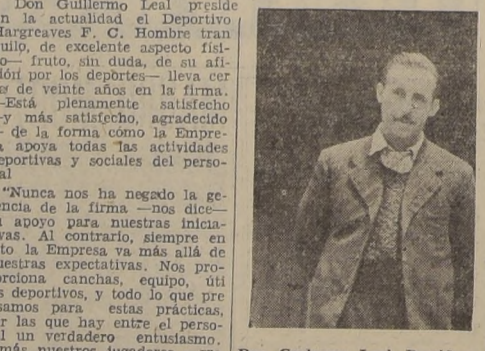 Don Guillermo Leal preside
n la actualidad el Deportivo
Hargreaves F. C. Hombre tran
uilo, de excelente aspecto físi-
o— fruto, sin duda, de su afi-
ión por los deportes— lleva cer
de veinte años en la firma.
—Está plenamente satisfecho
—y más satisfecho, agradecido
— de la forma cómo la Empre-
a apoya todas las actividades
eportivas y sociales del perso-
al
"Nunca nos ha negado la ge-
encia de la firma —nos dice—
u apoyo para nuestras inicia-
vas. Al contrario, siempre en
to la Empresa va más allá de
uestras expectativas. Nos pro-
orciona canchas, equipo, úti
s deportivos, y todo lo que pre
samos para estas prácticas,
r las que hay entre el perso-
l un verdadero entusiasmo.
más nuestros